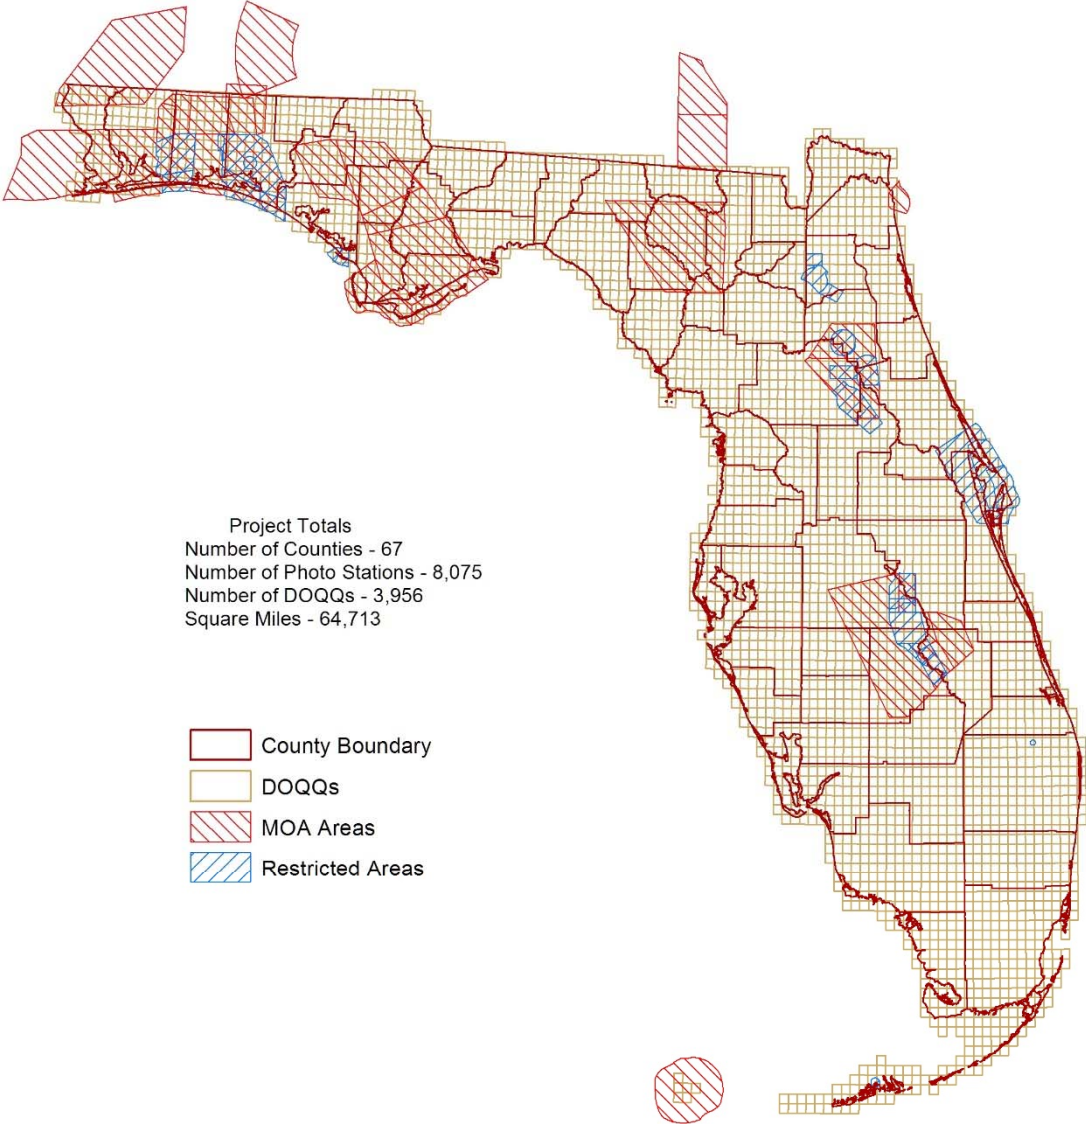 Project Totals
Number of Counties - 67
Number of Photo Stations - 8,075
Number of DOQQs - 3,956
Square Miles - 64,713
County Boundary
DOQQs
MOA Areas
Restricted Areas